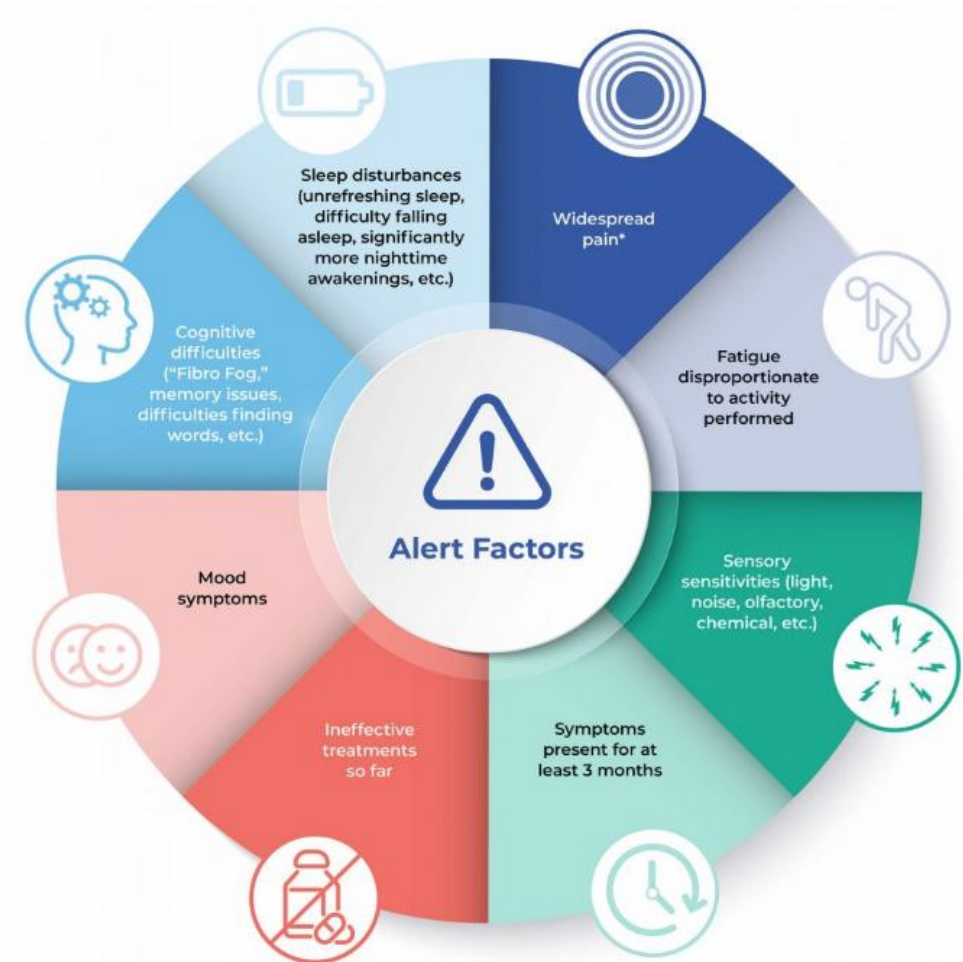 Sleep disturbances
(unrefreshing sleep,
difficulty falling
asleep, significantly
more nighttime
awakenings, etc.)
Widespread
pain*
Cognitive
difficulties
(“Fibro Fog,”
memory issues,
difficulties finding
words, etc.)
Fatigue
disproportionate
to activity
performed
Alert Factors
Mood
symptoms
Sensory
sensitivities (light,
noise, olfactory,
chemical, etc.)
Ineffective
treatments
so far
Symptoms
present for at
least 3 months